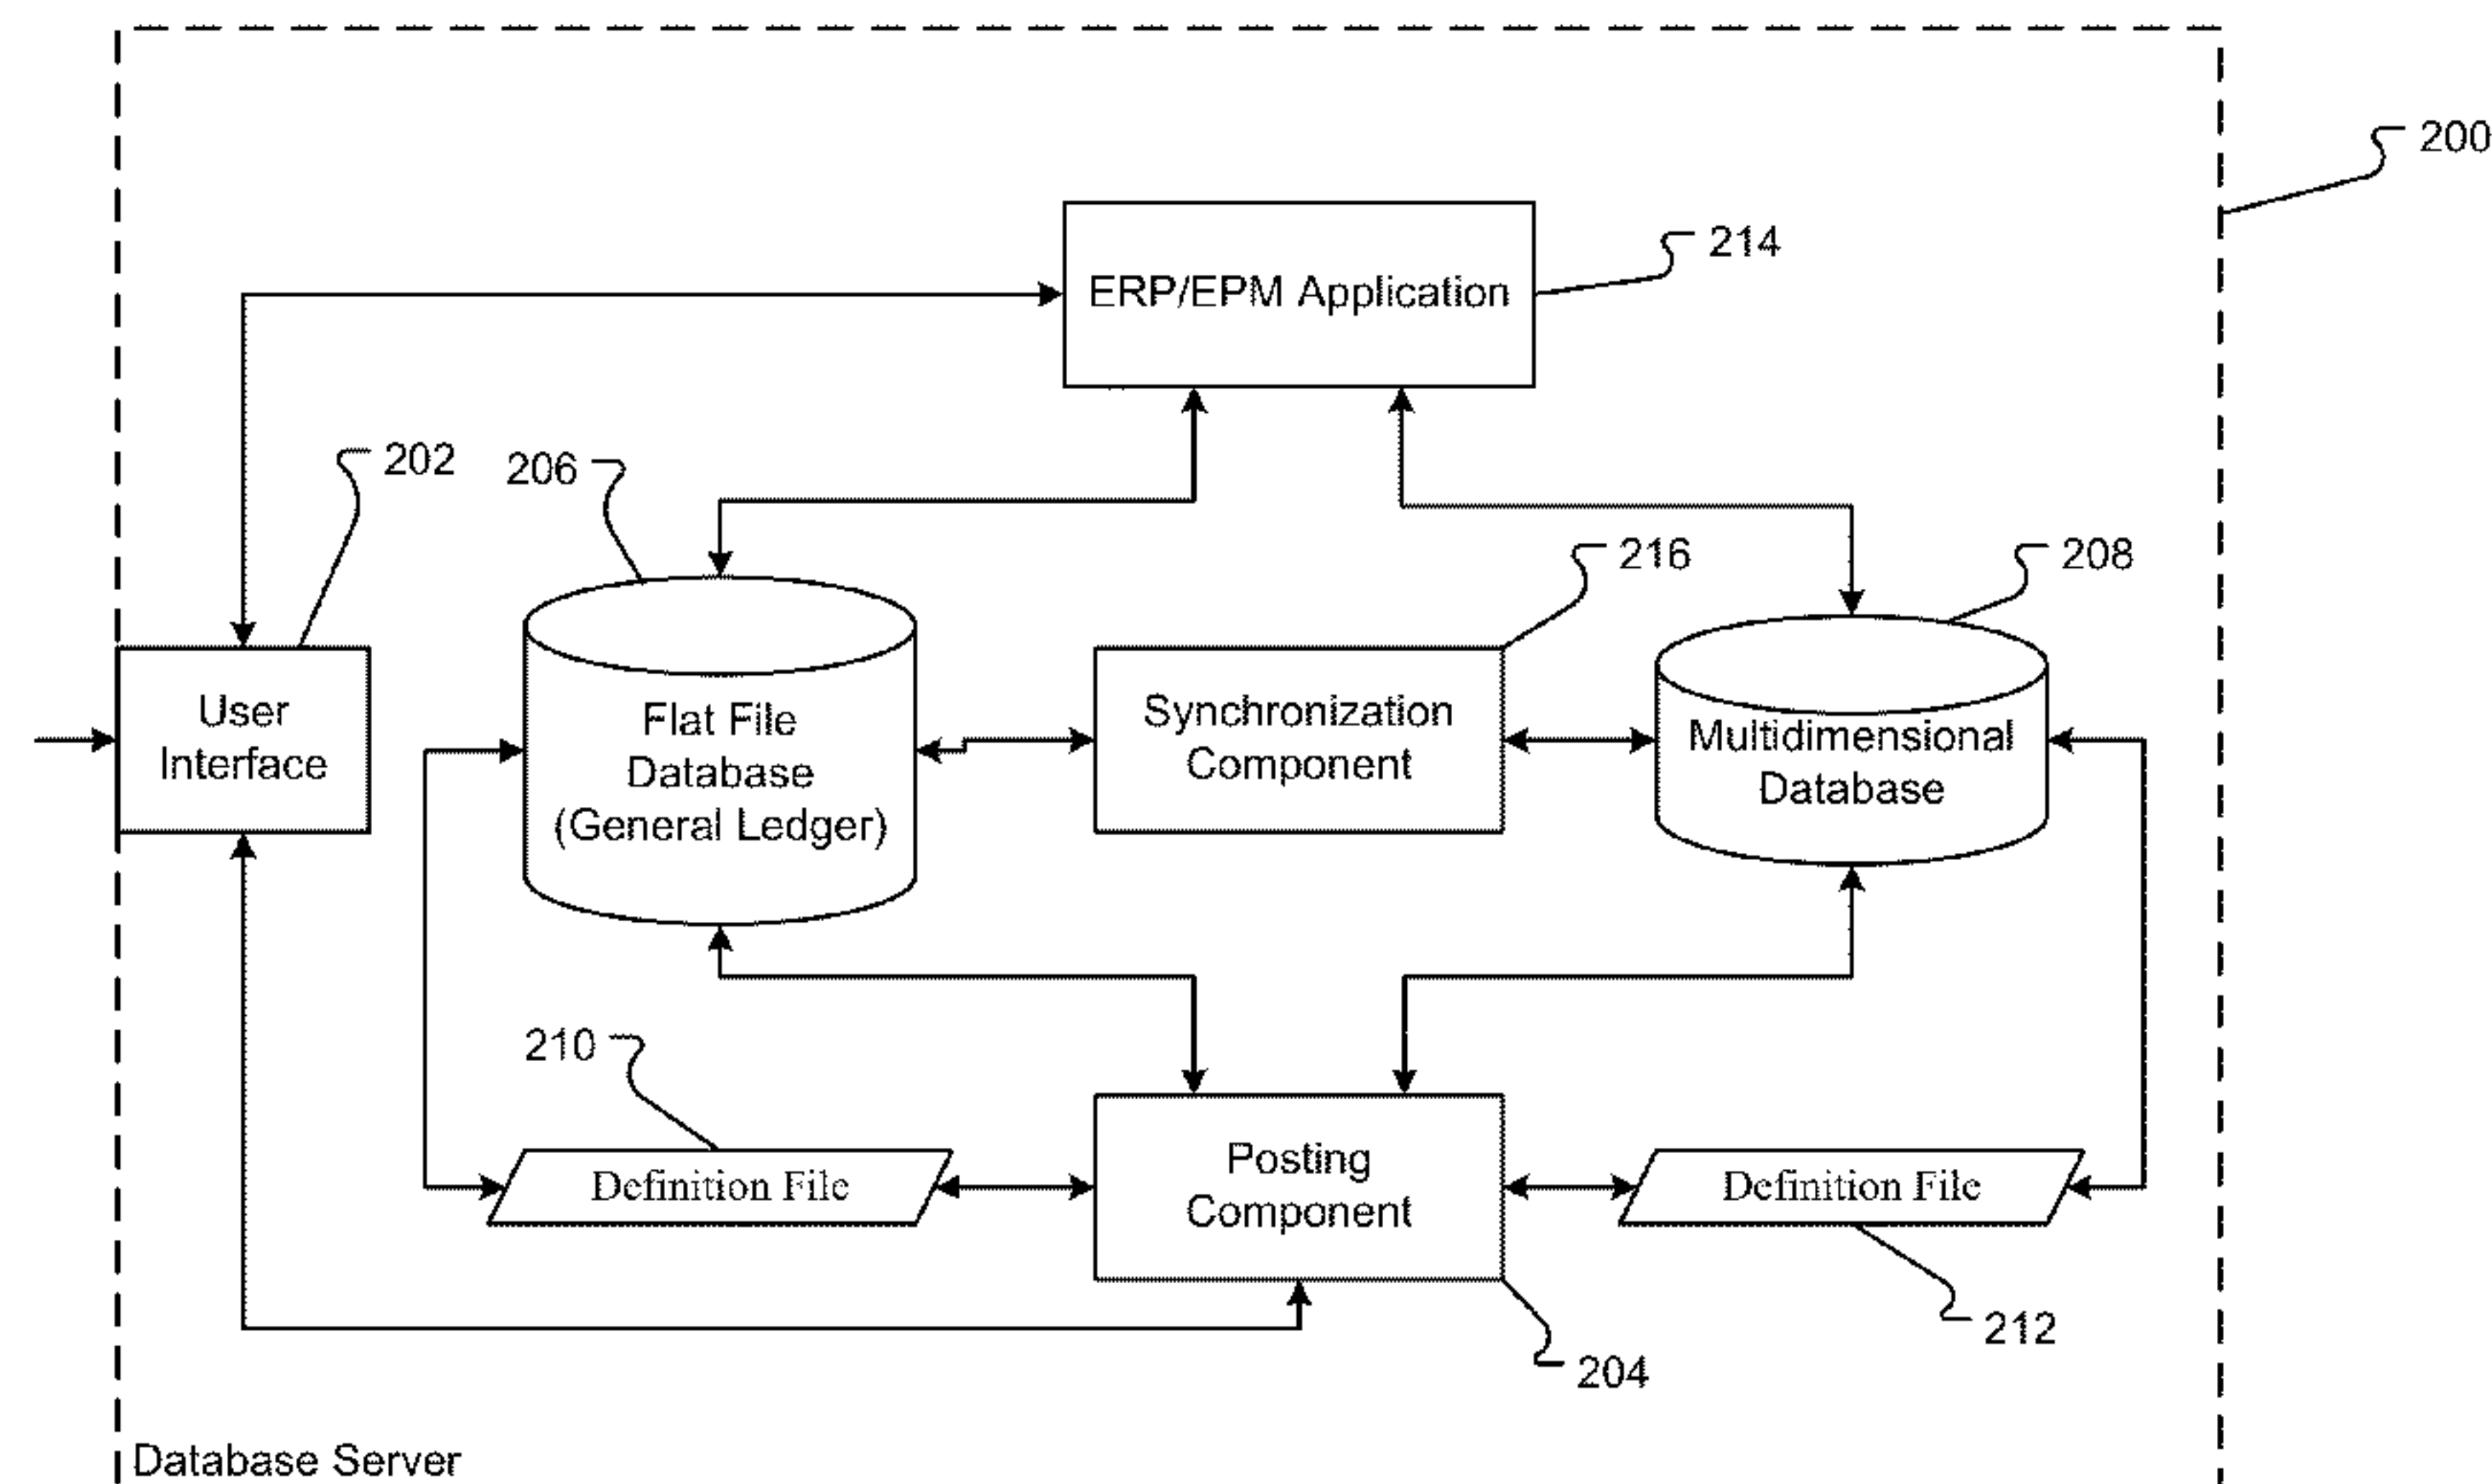 200
214
ERP/EPM Application
202
206
216
208
User
Interface
Flat File
Database
(General Ledger)
Synchronization
Component
Multidimensional
Database
210
Definition File
Posting
Component
Definition File
212
204
Database Server